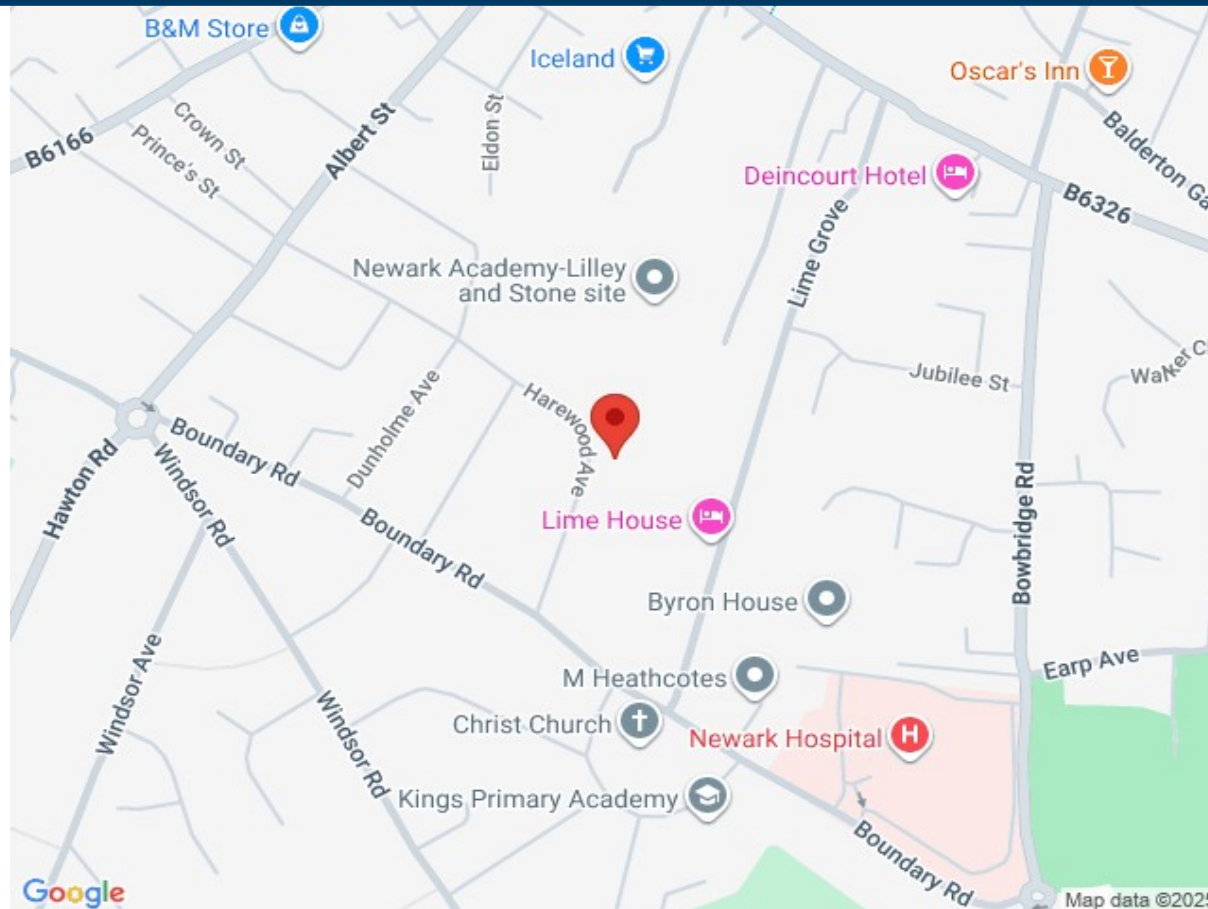 B&M Store
Iceland
Oscar's Inn
B6166
Crown St
Prince's St
Albert St
Eldon St
Balderton Ga
Deincourt Hotel
B6326
Lime Grove
Newark Academy-Lilley
and Stone site
Jubilee St
Walker C
Dunholme Ave
Harewood Ave
Hawton Rd
Boundary Rd
Windsor Rd
Lime House
Boundary Rd
Bowbridge Rd
Byron House
Earp Ave
M Heathcotes
Windsor Ave
Christ Church
Newark Hospital
H
Windsor Rd
Kings Primary Academy
Boundary Rd
Google
Map data ©2025